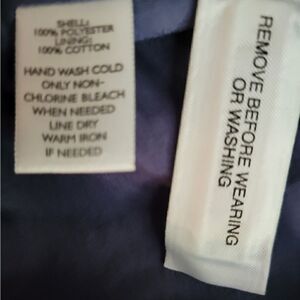 SHELL:
100% POLYESTER
LINING:
100% COTTON
HAND WASH COLD
ONLY NON-
CHLORINE BLEACH
WHEN NEEDED
LINE DRY
WARM IRON
IF NEEDED
REMOVE BEFORE WEARING
OR WASHING